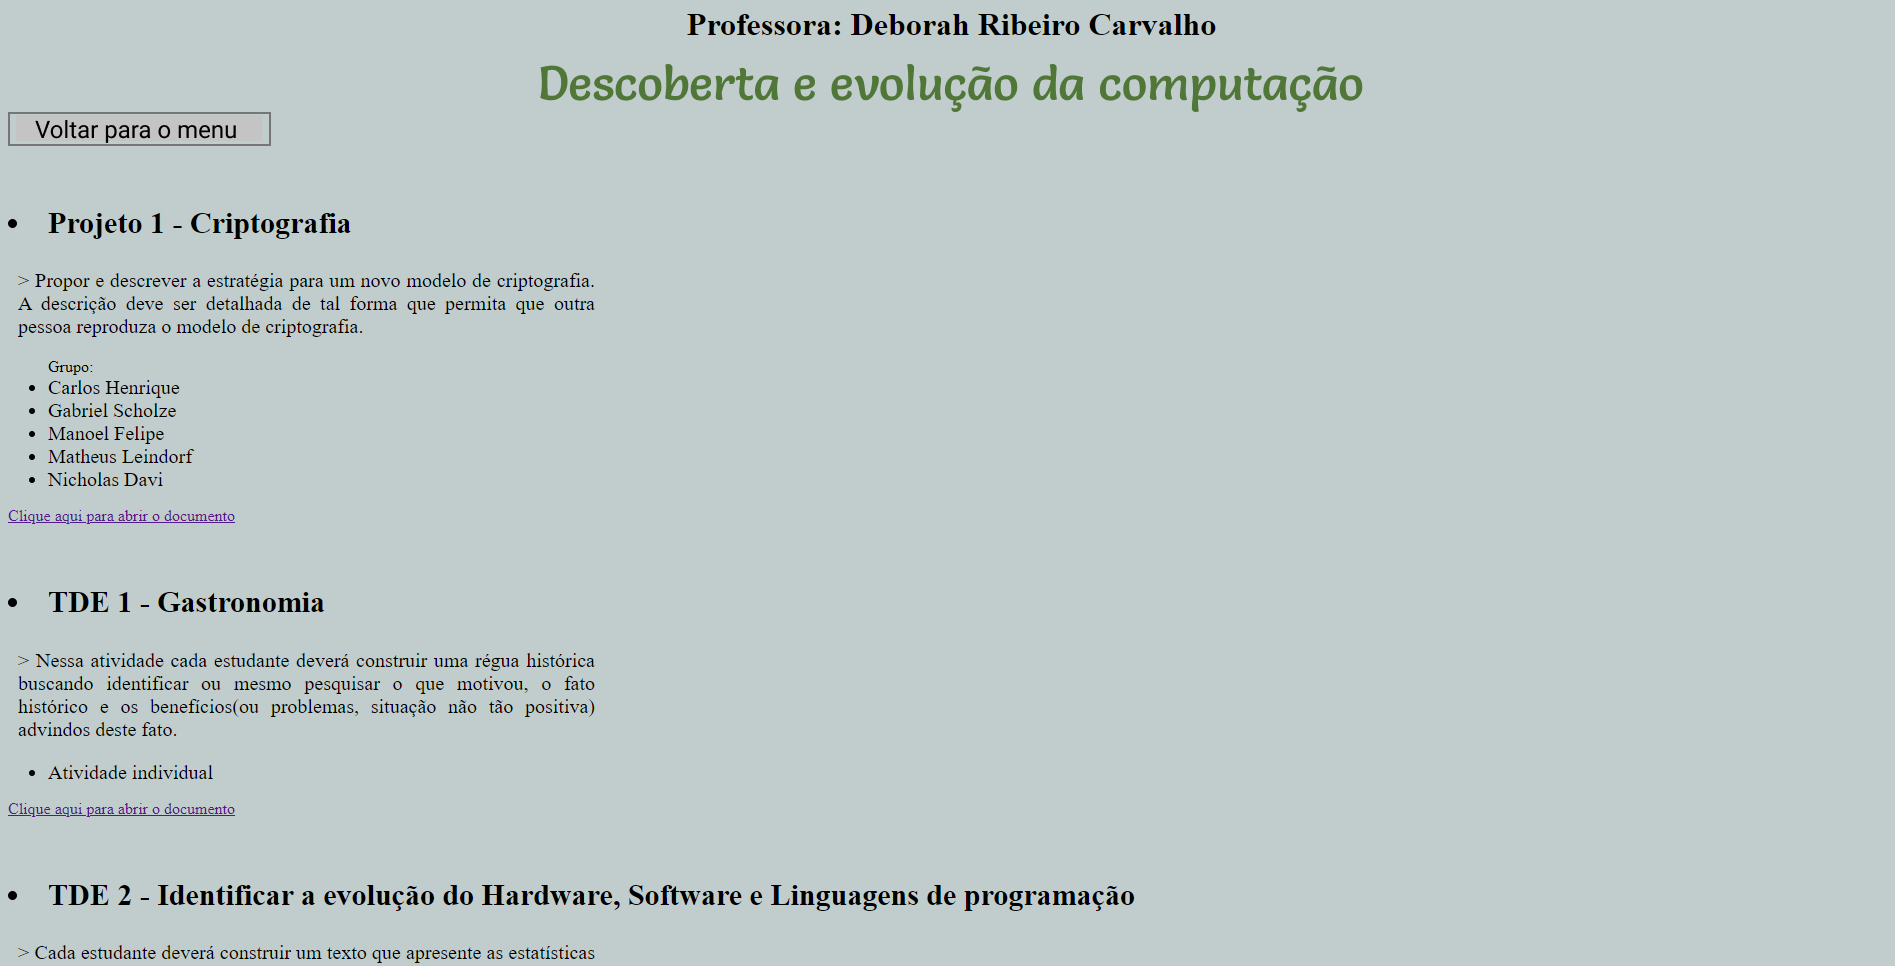 Professora: Deborah Ribeiro Carvalho
Descoberta e evolução da computação
Voltar para o menu
• Projeto 1 - Criptografia
> Propor e descrever a estratégia para um novo modelo de criptografia.
A descrição deve ser detalhada de tal forma que permita que outra
pessoa reproduza o modelo de criptografia.
Grupo:
• Carlos Henrique
• Gabriel Scholze
• Manoel Felipe
• Matheus Leindorf
• Nicholas Davi
Clique aqui para abrir o documento
• TDE 1 - Gastronomia
> Nessa atividade cada estudante deverá construir uma régua histórica
buscando identificar ou mesmo pesquisar o que motivou, o fato
histórico e os benefícios(ou problemas, situação não tão positiva)
advindos deste fato.
• Atividade individual
Clique aqui para abrir o documento
• TDE 2 - Identificar a evolução do Hardware, Software e Linguagens de programação
> Cada estudante deverá construir um texto que apresente as estatísticas